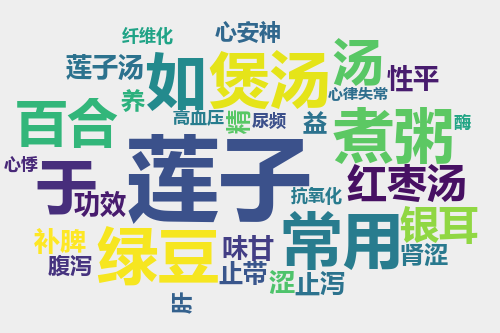 纤维化
心安神
莲子汤
如
煲汤
汤
性平
养
心律失常
百合
高血压
精
尿频
益
煮粥
酶
莲子
心悸
于
功效
抗氧化
红枣汤
绿豆
常用
银耳
补脾
味甘
肾涩
腹泻
止带
涩
止泻